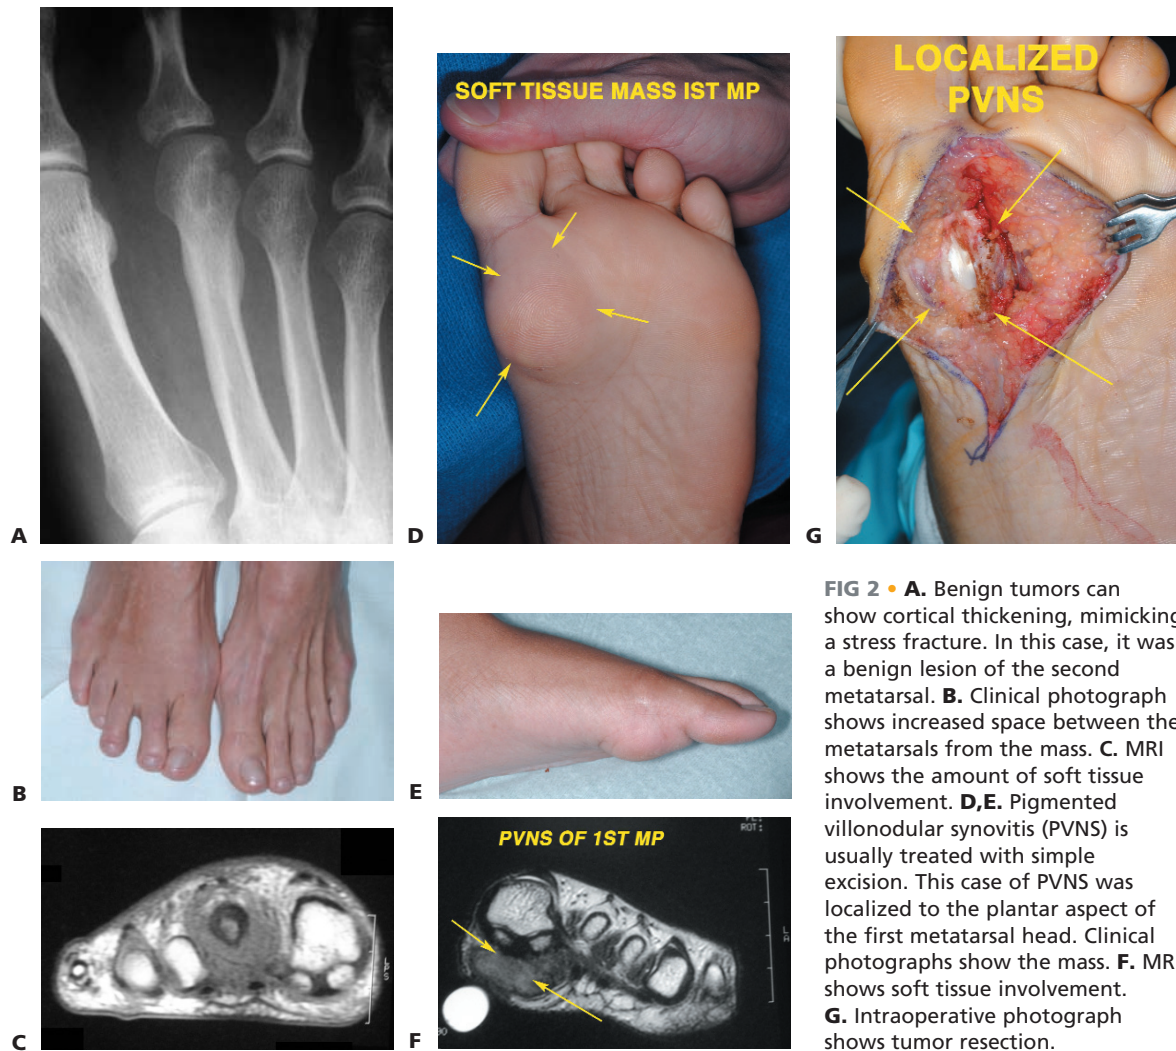 A
SOFT TISSUE MASS IST MP
D
LOCALIZED
PVNS
G
B
E
C
PVNS OF 1ST MP
ROT:
F
FIG 2 • A. Benign tumors can
show cortical thickening, mimicking
a stress fracture. In this case, it was
a benign lesion of the second
metatarsal. B. Clinical photograph
shows increased space between the
metatarsals from the mass. C. MRI
shows the amount of soft tissue
involvement. D,E. Pigmented
villonodular synovitis (PVNS) is
usually treated with simple
excision. This case of PVNS was
localized to the plantar aspect of
the first metatarsal head. Clinical
photographs show the mass. F. MR
shows soft tissue involvement.
G. Intraoperative photograph
shows tumor resection.